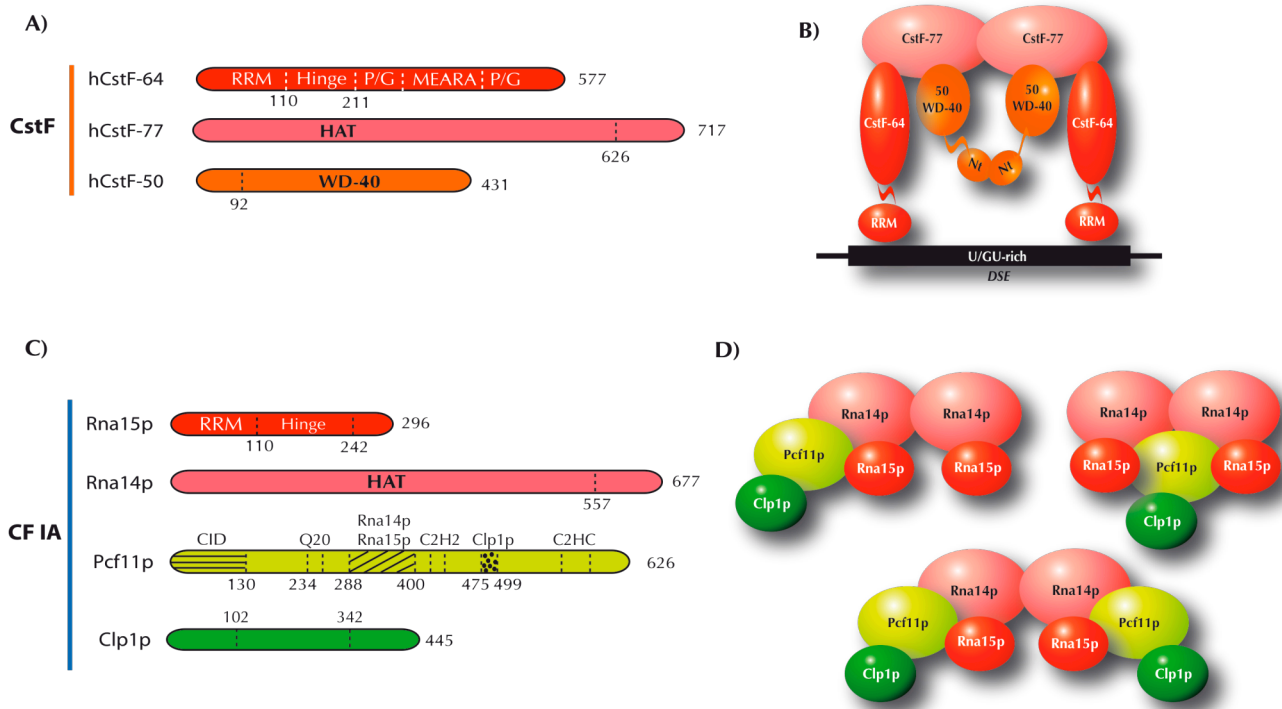 A)
CstF
hCstF-64
RRM Hinge P/G MEARA P/G
577
110 211
hCstF-77
HAT
717
626
hCstF-50
WD-40
431
92
B)
CstF-77 CstF-77
50 WD-40
50 WD-40
CstF-64 CstF-64
Nt Nt
RRM RRM
U/GU-rich
DSE
C)
CF IA
Rna15p
RRM Hinge
296
110 242
Rna14p
HAT
677
557
Pcf11p
CID Q20 Rna14p Rna15p C2H2 Clp1p C2HC
626
130 234 288 400 475 499
Clp1p
102 342
445
D)
Rna14p Rna14p
Pcf11p Rna15p Rna15p
Clp1p
Rna14p Rna14p
Rna15p Pcf11p Rna15p
Clp1p
Rna14p Rna14p
Pcf11p Rna15p Rna15p Pcf11p
Clp1p Clp1p